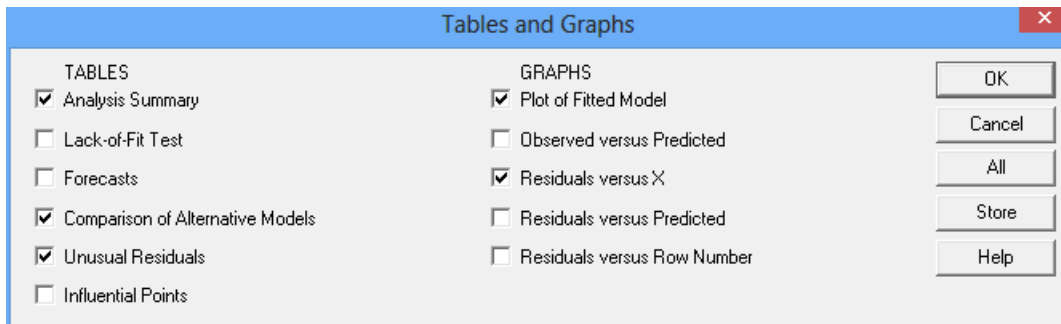 Tables and Graphs
TABLES
Analysis Summary
Lack-of-Fit Test
Forecasts
Comparison of Alternative Models
Unusual Residuals
Influential Points
GRAPHS
Plot of Fitted Model
Observed versus Predicted
Residuals versus X
Residuals versus Predicted
Residuals versus Row Number
OK
Cancel
All
Store
Help